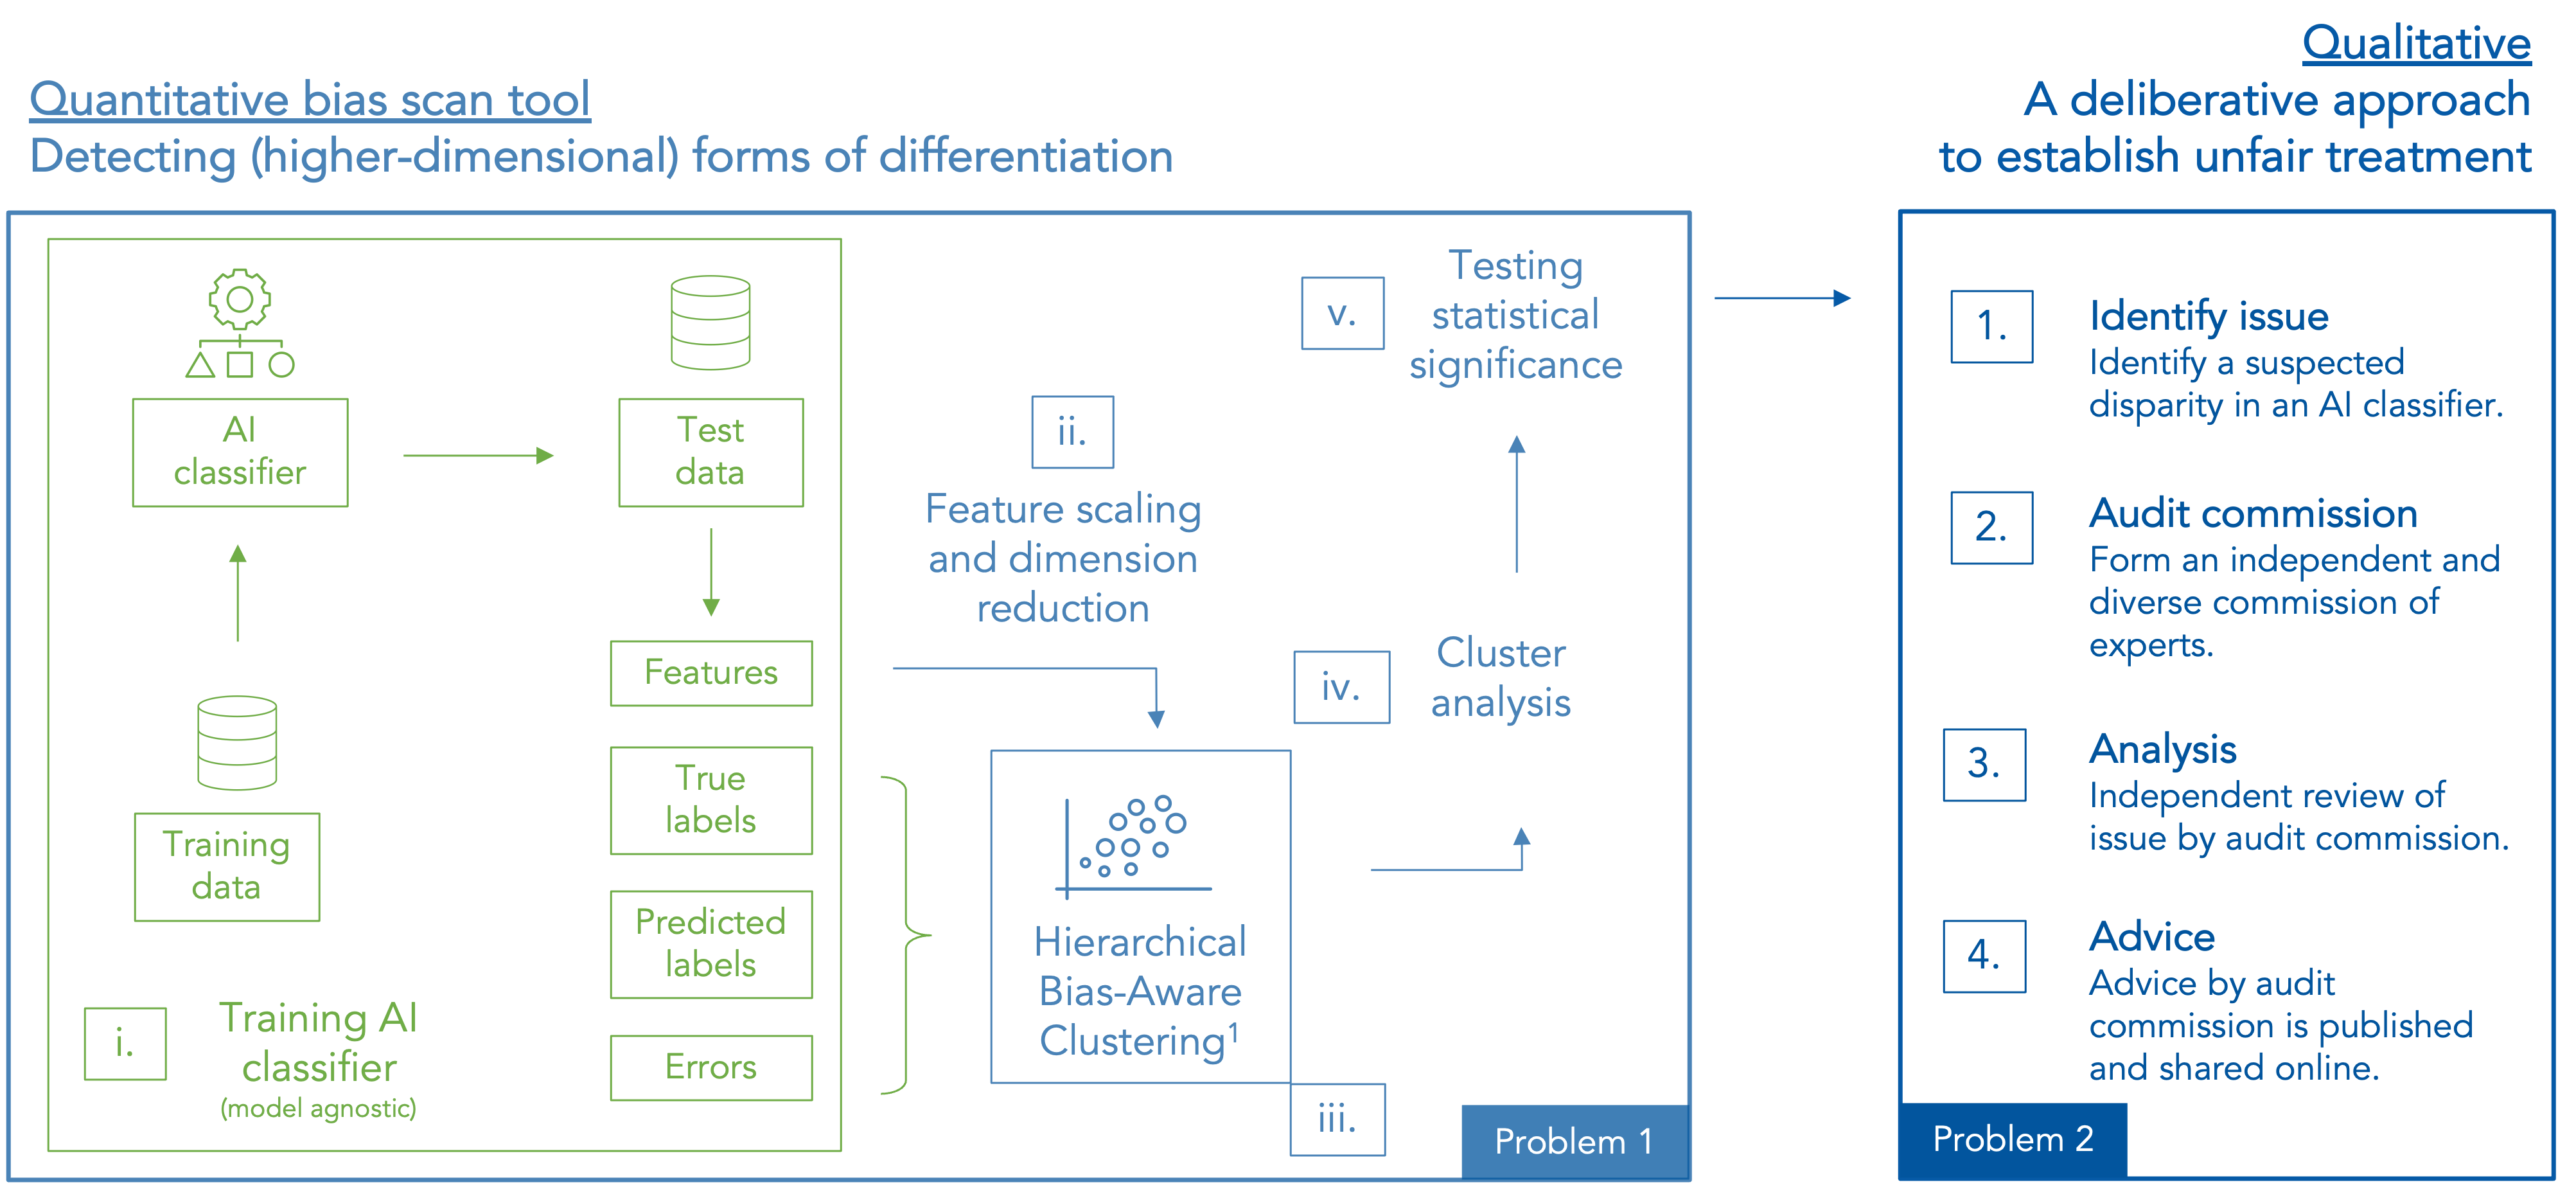 Quantitative bias scan tool
Detecting (higher-dimensional) forms of differentiation
Qualitative
A deliberative approach
to establish unfair treatment
AI
classifier
Test
data
Features
True
labels
Predicted
labels
Errors
Training
data
i.
Training AI
classifier
(model agnostic)
ii.
Feature scaling
and dimension
reduction
Hierarchical
Bias-Aware
Clustering¹
iii.
iv.
Cluster
analysis
v.
Testing
statistical
significance
Problem 1
1.
Identify issue
Identify a suspected
disparity in an AI classifier.
2.
Audit commission
Form an independent and
diverse commission of
experts.
3.
Analysis
Independent review of
issue by audit commission.
4.
Advice
Advice by audit
commission is published
and shared online.
Problem 2